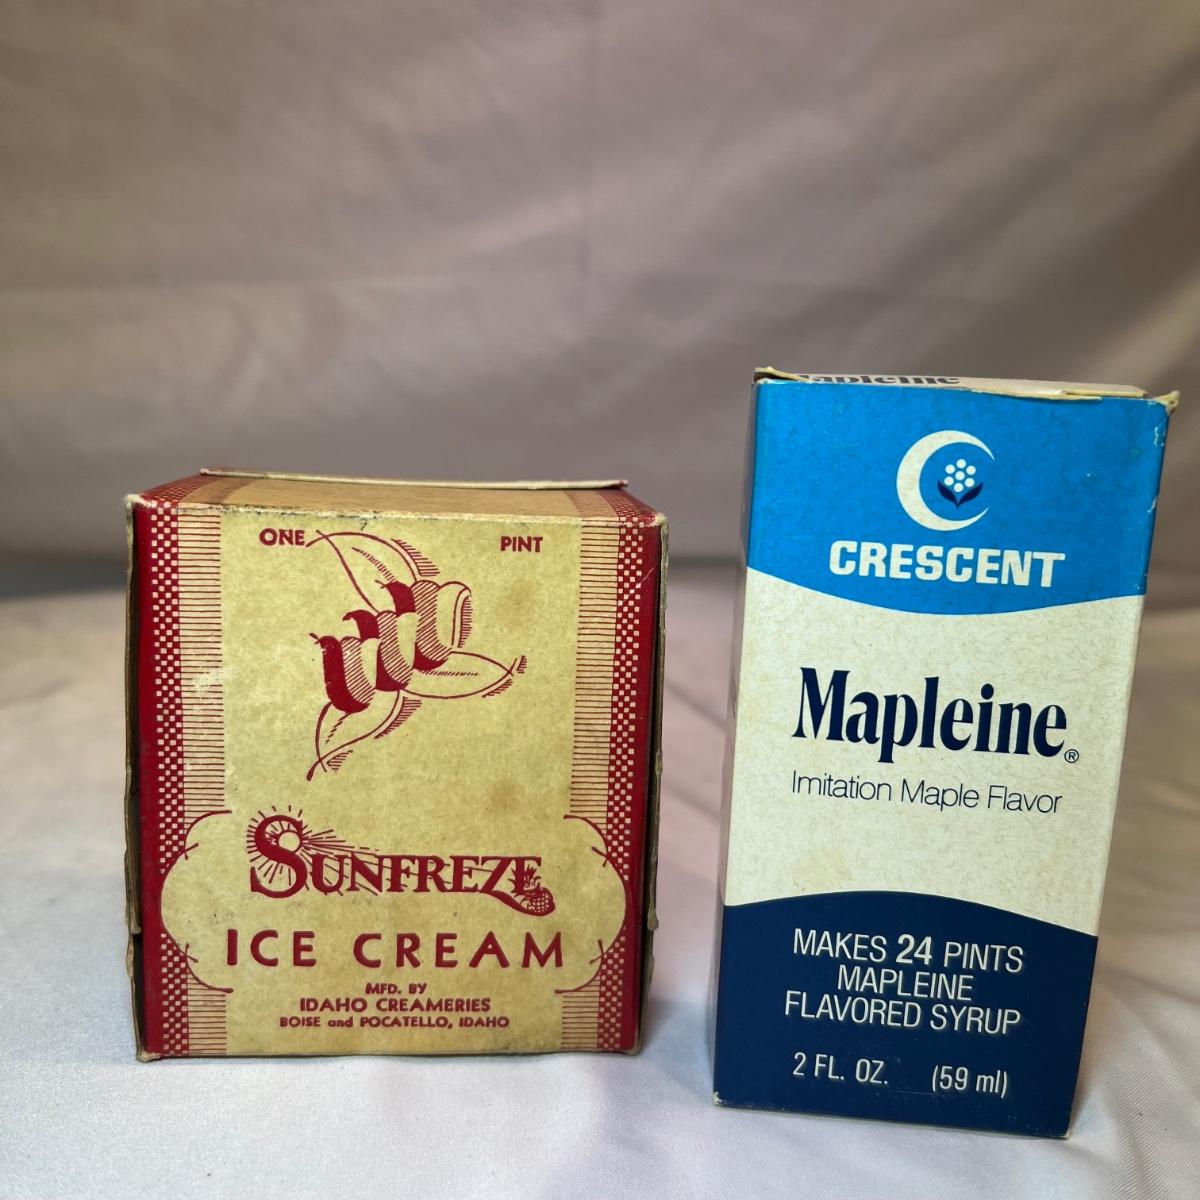 ONE PINT
SUNFREZE
ICE CREAM
MFD. BY
IDAHO CREAMERIES
BOISE and POCATELLO, IDAHO
Mapleine
CRESCENT
Mapleine®
Imitation Maple Flavor
MAKES 24 PINTS
MAPLEINE
FLAVORED SYRUP
2 FL. OZ. (59 ml)